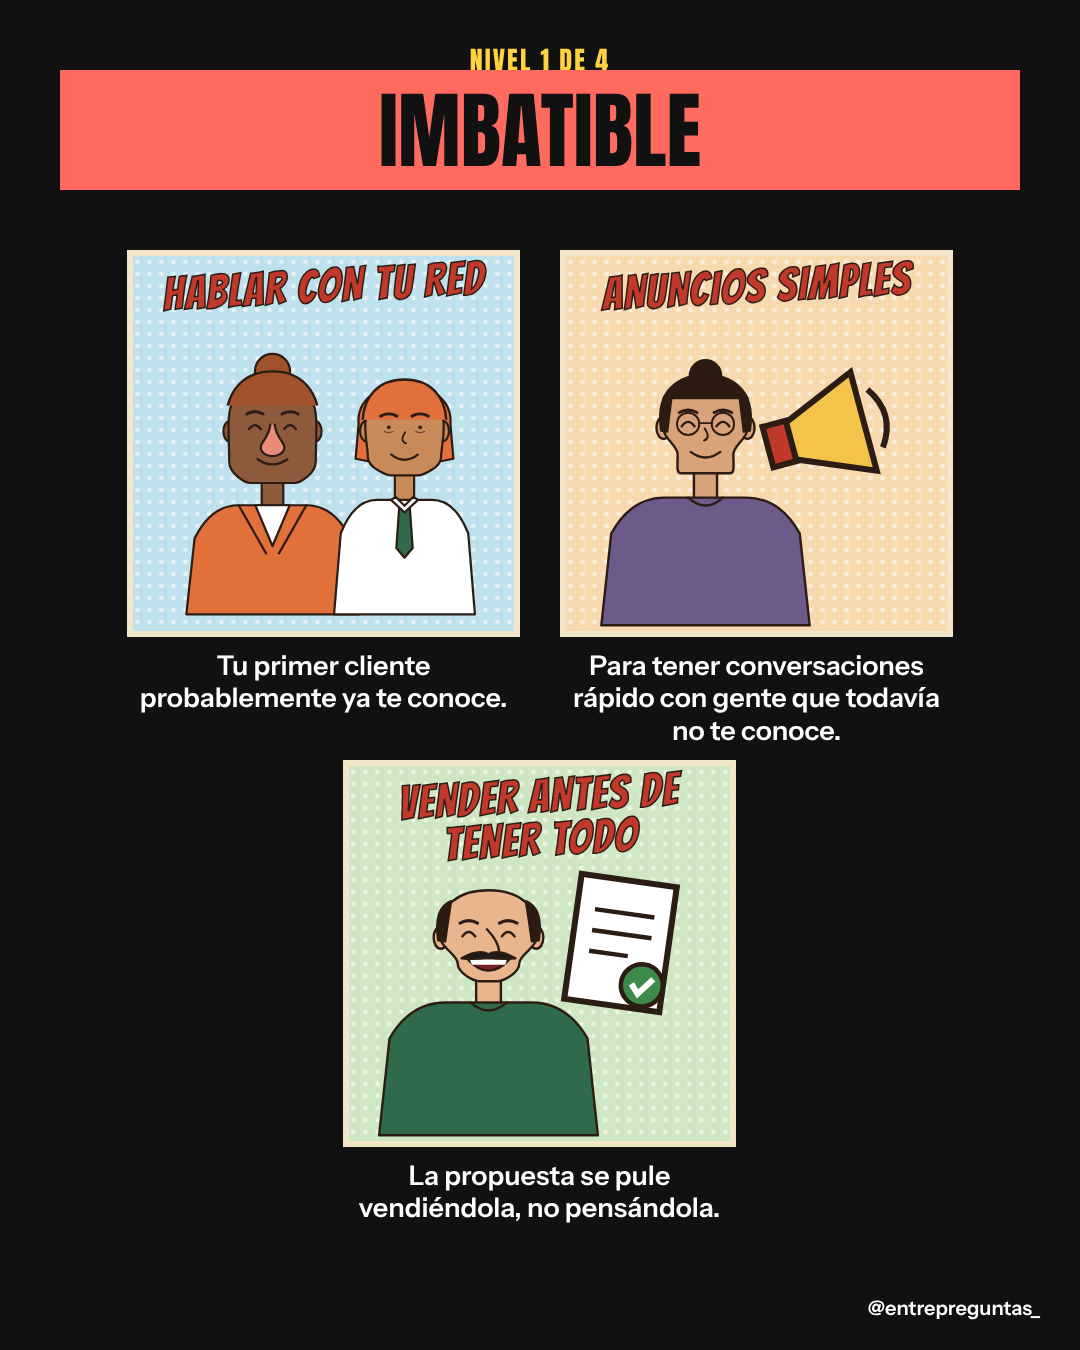 NIVEL 1 DE 4
IMBATIBLE
HABLAR CON TU RED
Tu primer cliente
probablemente ya te conoce.
ANUNCIOS SIMPLES
Para tener conversaciones
rápido con gente que todavía
no te conoce.
VENDER ANTES DE
TENER TODO
La propuesta se pule
vendiéndola, no pensándola.
@entrepreguntas_